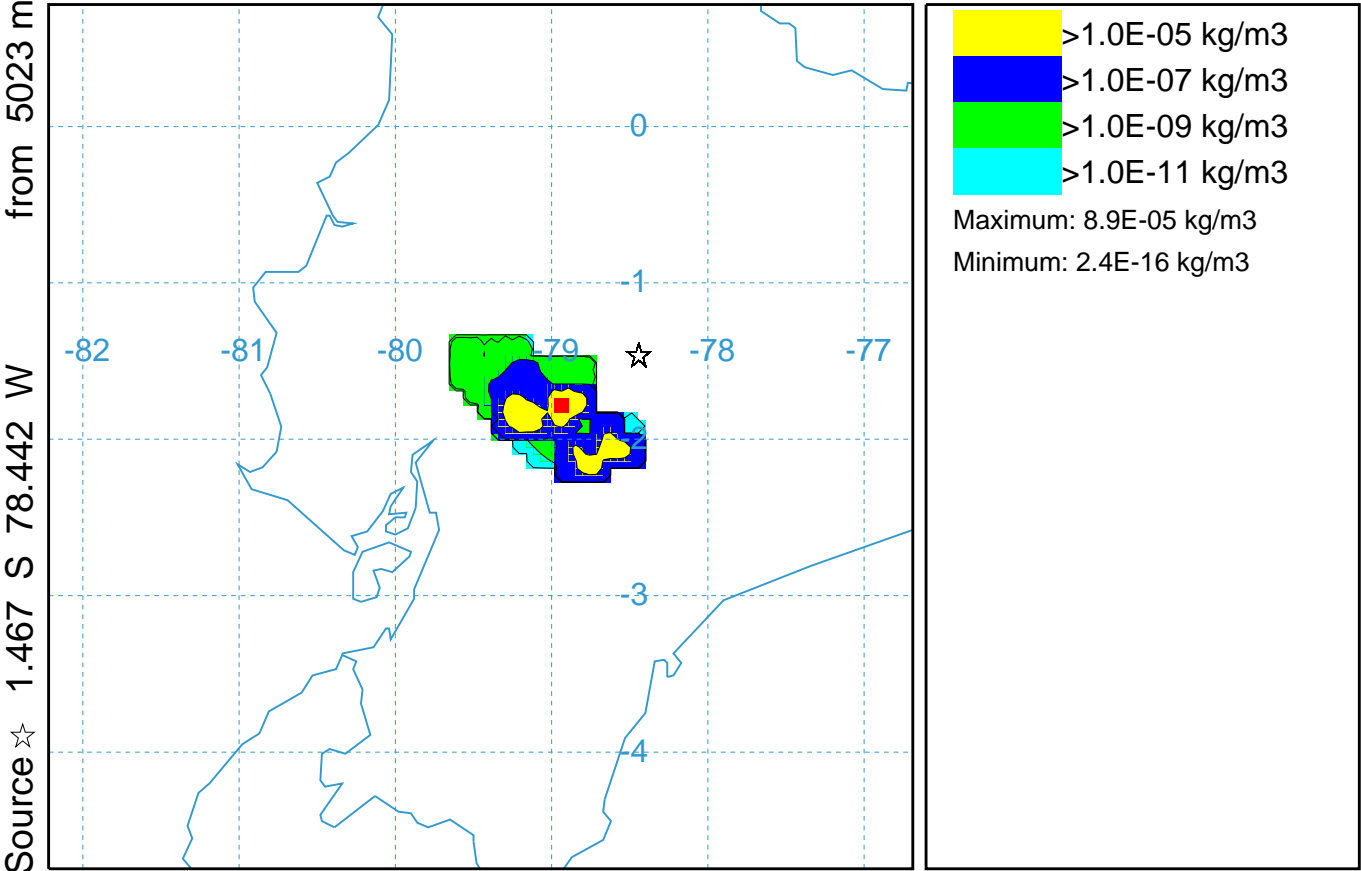 Source ☆ 1.467 S 78.442 W from 5023 m
0
-1
-82 -81 -80 -79 -78 -77
-2
-3
-4
>1.0E-05 kg/m3
>1.0E-07 kg/m3
>1.0E-09 kg/m3
>1.0E-11 kg/m3
Maximum: 8.9E-05 kg/m3
Minimum: 2.4E-16 kg/m3